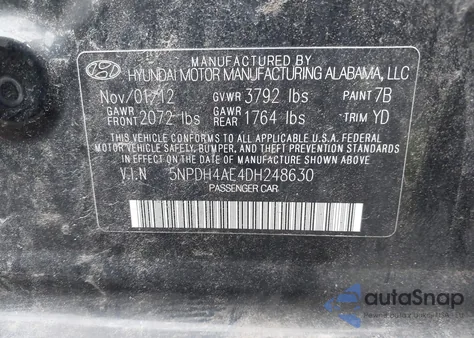 MANUFACTURED BY
HYUNDAI MOTOR MANUFACTURING ALABAMA, LLC
Nov/01/12 GVWR 3792 lbs PAINT 7B
GAWR FRONT 2072 lbs GAWR REAR 1764 lbs TRIM YD
THIS VEHICLE CONFORMS TO ALL APPLICABLE U.S.A. FEDERAL
MOTOR VEHICLE SAFETY, BUMPER, AND THEFT PREVENTION
STANDARDS IN EFFECT ON THE DATE OF MANUFACTURE SHOWN ABOVE
V.I.N 5NPDH4AE4DH248630
PASSENGER CAR
autoSnap